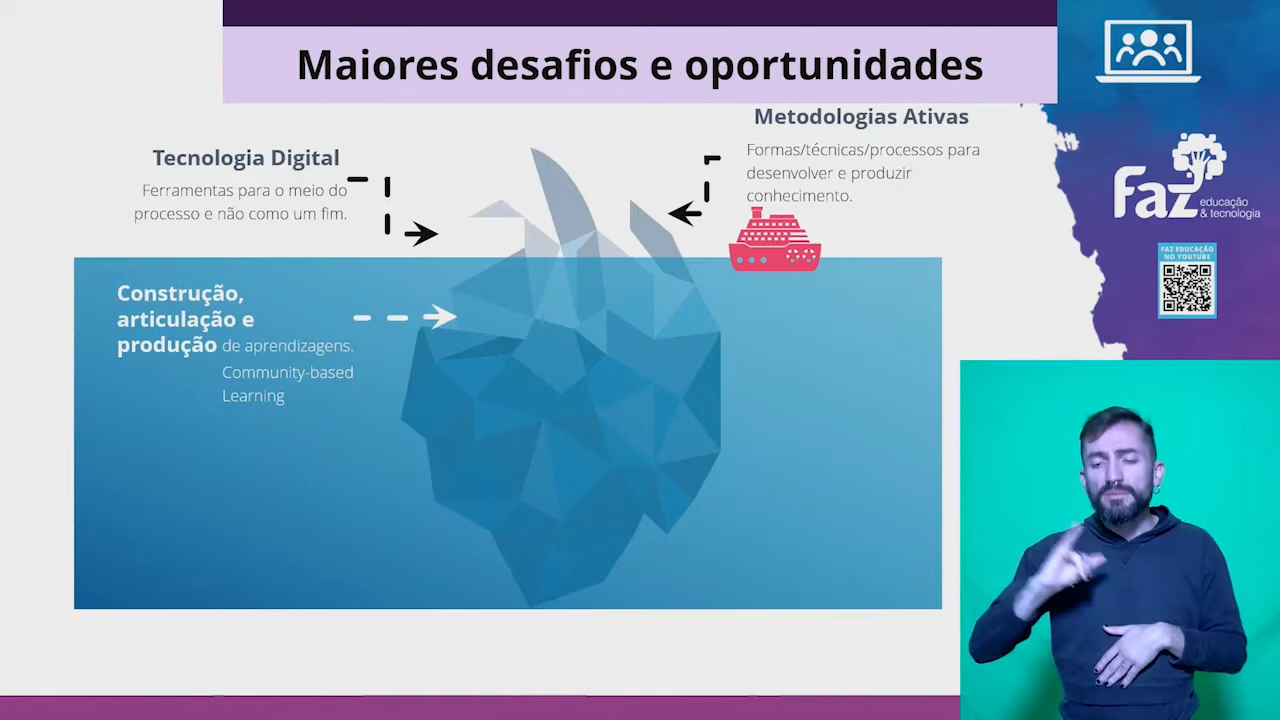 Maiores desafios e oportunidades
Tecnologia Digital
Ferramentas para o meio do
processo e não como um fim.
Metodologias Ativas
Formas/técnicas/processos para
desenvolver e produzir
conhecimento.
Construção,
articulação e
produção de aprendizagens.
Community-based
Learning
Faz educação
& tecnologia
FAZ EDUCAÇÃO
NO YOUTUBE